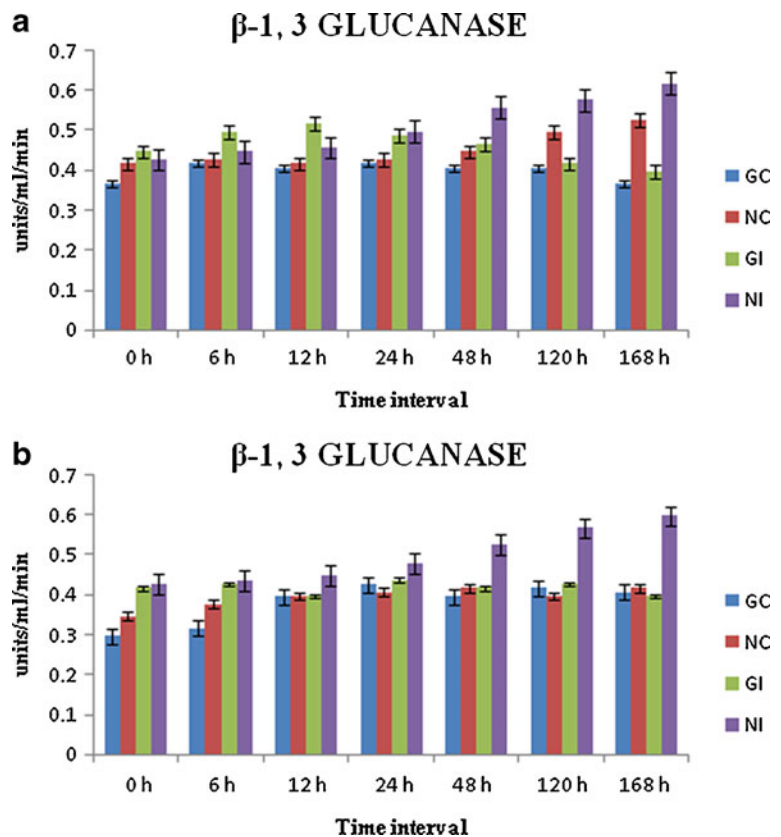 a
β-1, 3 GLUCANASE
units/ml/min
0.7
0.6
0.5
0.4
0.3
0.2
0.1
0
0 h 6 h 12 h 24 h 48 h 120 h 168 h
Time interval
GC
NC
GI
NI
b
β-1, 3 GLUCANASE
units/ml/min
0.7
0.6
0.5
0.4
0.3
0.2
0.1
0
0 h 6 h 12 h 24 h 48 h 120 h 168 h
Time interval
GC
NC
GI
NI